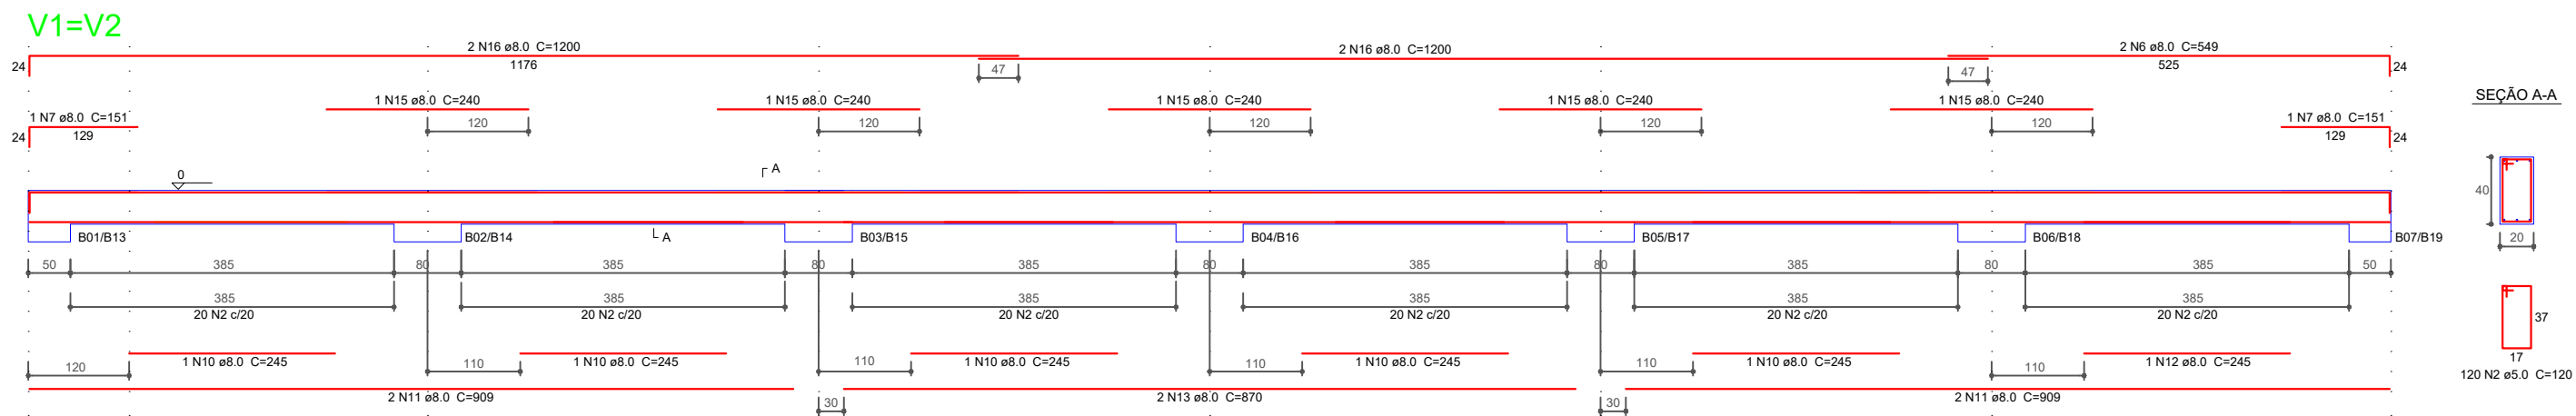 V1=V2
2 N16 ø8.0 C=1200
2 N16 ø8.0 C=1200
2 N6 ø8.0 C=549
24
1176
47
47
525
24
1 N15 ø8.0 C=240
1 N15 ø8.0 C=240
1 N15 ø8.0 C=240
1 N15 ø8.0 C=240
1 N15 ø8.0 C=240
SEÇÃO A-A
1 N7 ø8.0 C=151
120
120
120
120
120
1 N7 ø8.0 C=151
24
129
129
24
0
A
40
A
B01/B13
B02/B14
B03/B15
B04/B16
B05/B17
B06/B18
B07/B19
20
50
385
80
385
80
385
80
385
80
385
80
385
50
385
385
385
385
385
385
20 N2 c/20
20 N2 c/20
20 N2 c/20
20 N2 c/20
20 N2 c/20
20 N2 c/20
37
17
120
1 N10 ø8.0 C=245
110
1 N10 ø8.0 C=245
110
1 N10 ø8.0 C=245
110
1 N10 ø8.0 C=245
110
1 N10 ø8.0 C=245
110
1 N12 ø8.0 C=245
120 N2 ø5.0 C=120
2 N11 ø8.0 C=909
30
2 N13 ø8.0 C=870
30
2 N11 ø8.0 C=909